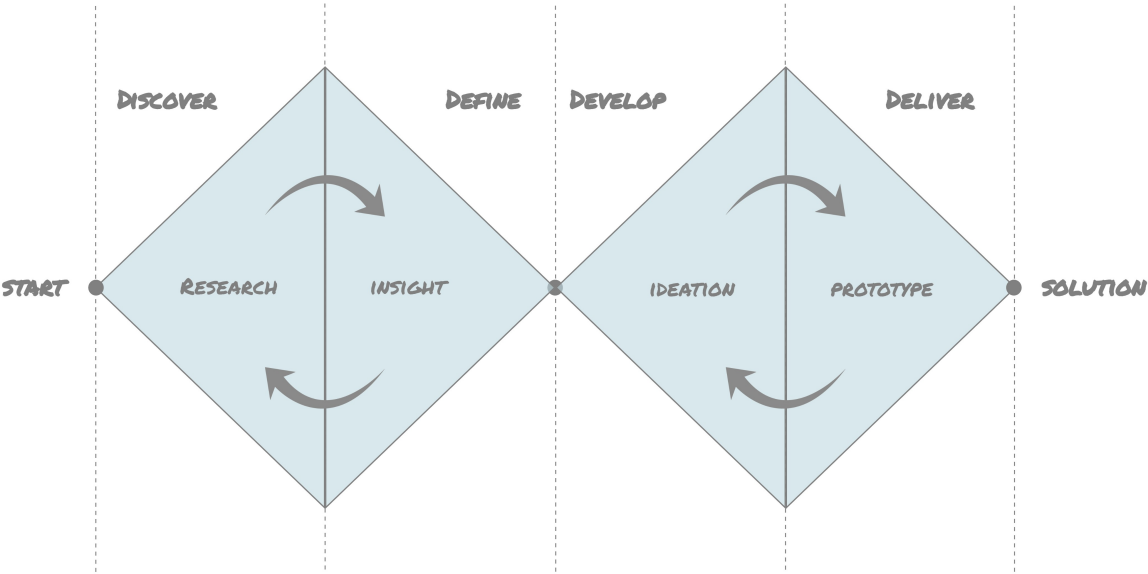 DISCOVER
DEFINE
DEVELOP
DELIVER
START
RESEARCH
INSIGHT
IDEATION
PROTOTYPE
SOLUTION